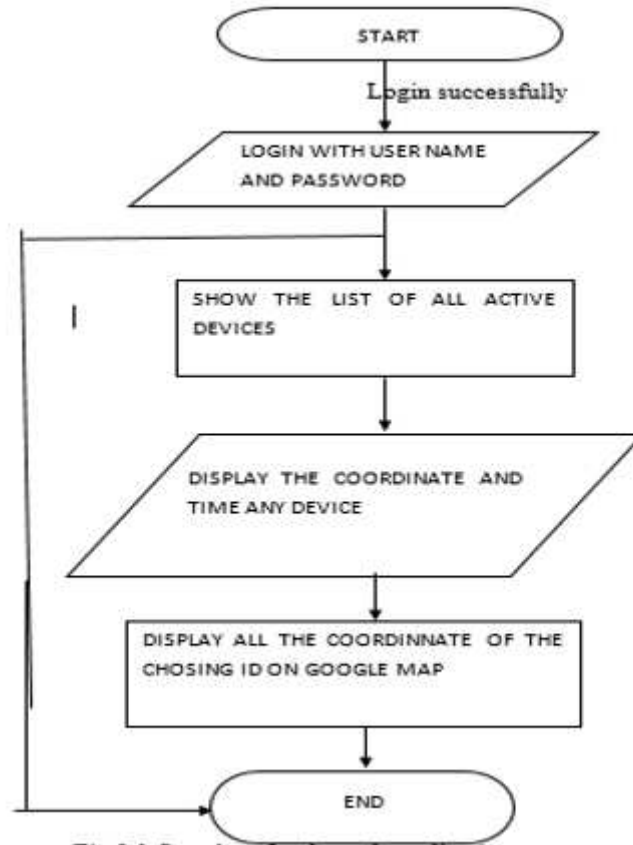 START
Login successfully
LOGIN WITH USER NAME
AND PASSWORD
SHOW THE LIST OF ALL ACTIVE
DEVICES
DISPLAY THE COORDINATE AND
TIME ANY DEVICE
DISPLAY ALL THE COORDINNATE OF THE
CHOSING ID ON GOOGLE MAP
END